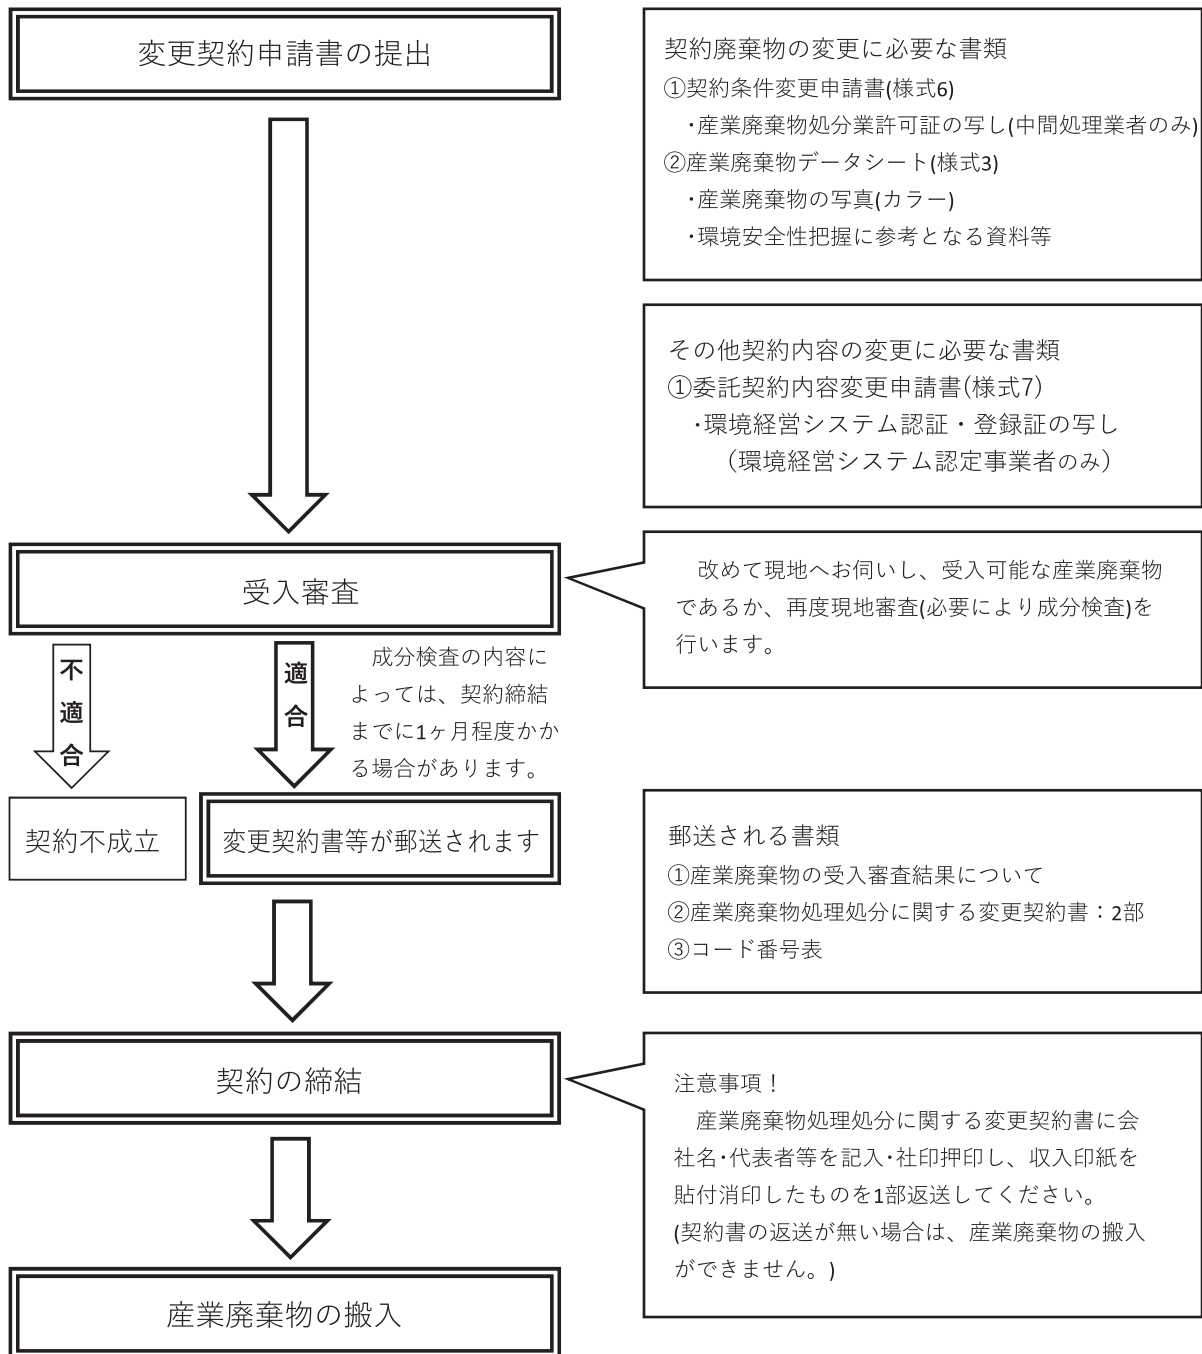 変更契約申請書の提出
契約廃棄物の変更に必要な書類
①契約条件変更申請書(様式6)
・産業廃棄物処分業許可証の写し(中間処理業者のみ)
②産業廃棄物データシート(様式3)
・産業廃棄物の写真(カラー)
・環境安全性把握に参考となる資料等
その他契約内容の変更に必要な書類
①委託契約内容変更申請書(様式7)
・環境経営システム認証・登録証の写し
（環境経営システム認定事業者のみ）
受入審査
改めて現地へお伺いし、受入可能な産業廃棄物
であるか、再度現地審査(必要により成分検査)を
行います。
不適合
適合
成分検査の内容に
よっては、契約締結
までに1ヶ月程度かか
る場合があります。
契約不成立
変更契約書等が郵送されます
郵送される書類
①産業廃棄物の受入審査結果について
②産業廃棄物処理処分に関する変更契約書：2部
③コード番号表
契約の締結
注意事項！
産業廃棄物処理処分に関する変更契約書に会
社名・代表者等を記入・社印押印し、収入印紙を
貼付消印したものを1部返送してください。
(契約書の返送が無い場合は、産業廃棄物の搬入
ができません。)
産業廃棄物の搬入